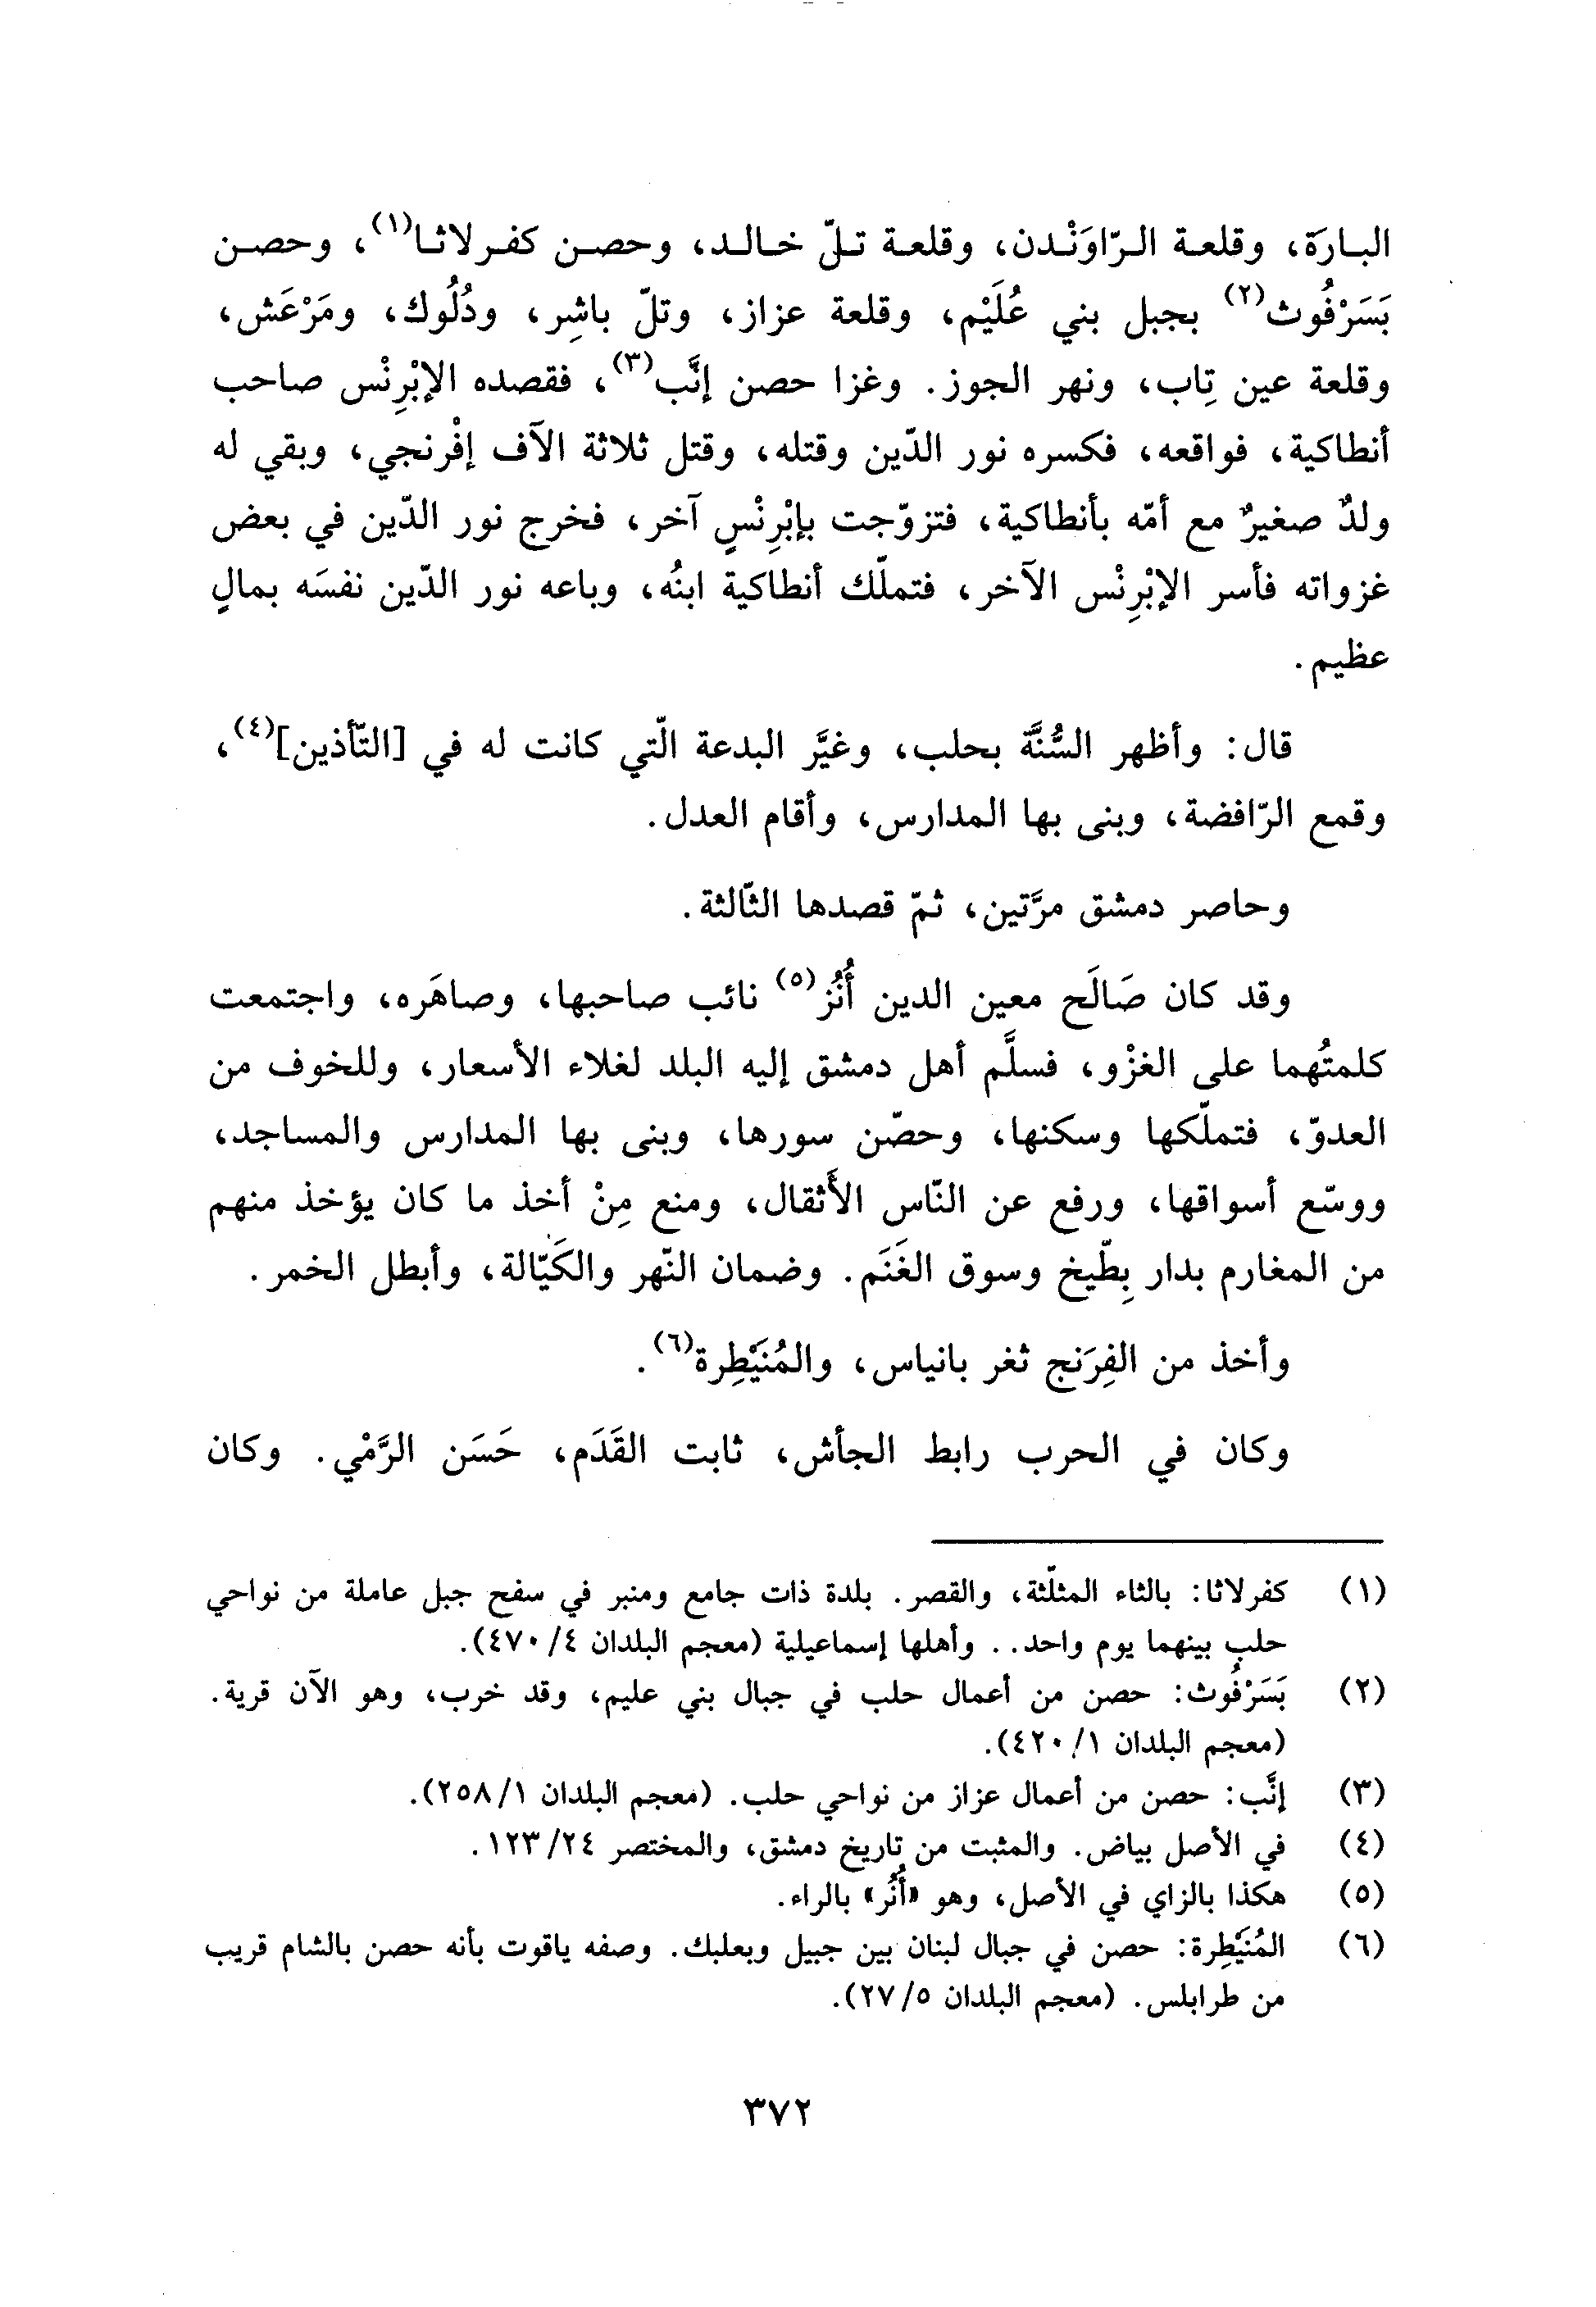 البـارَة، وقلعـة الـرّاوَنْـدن، وقلعـة تـلّ خـالـد، وحصـن كفـرلاثـا(١)، وحصـن
بَسَرْفُوث(٢) بجبل بني عُلَيْم، وقلعة عزاز، وتلّ باشِر، ودُلُوك، ومَرْعَش،
وقلعة عين تِاب، ونهر الجوز. وغزا حصن إنَّب(٣)، فقصده الإبْرِنْس صاحب
أنطاكية، فواقعه، فكسره نور الدّين وقتله، وقتل ثلاثة الآف إفْرنجي، وبقي له
ولدٌ صغيرٌ مع أمّه بأنطاكية، فتزوّجت بإبْرِنْسٍ آخر، فخرج نور الدّين في بعض
غزواته فأسر الإبْرِنْس الآخر، فتملّك أنطاكية ابنُه، وباعه نور الدّين نفسَه بمالٍ
عظيم.
قال: وأظهر السُّنَّة بحلب، وغيَّر البدعة الّتي كانت له في [التّأذين](٤)،
وقمع الرّافضة، وبنى بها المدارس، وأقام العدل.
وحاصر دمشق مرَّتين، ثمّ قصدها الثّالثة.
وقد كان صَالَح معين الدين أُنُز(٥) نائب صاحبها، وصاهَره، واجتمعت
كلمتُهما على الغزْو، فسلَّم أهل دمشق إليه البلد لغلاء الأسعار، وللخوف من
العدوّ، فتملّكها وسكنها، وحصّن سورها، وبنى بها المدارس والمساجد،
ووسّع أسواقها، ورفع عن النّاس الأَثقال، ومنع مِنْ أخذ ما كان يؤخذ منهم
من المغارم بدار بِطّيخ وسوق الغَنَم. وضمان النّهر والكَيّالة، وأبطل الخمر.
وأخذ من الفِرَنج ثغر بانياس، والمُنَيْطِرة(٦).
وكان في الحرب رابط الجأش، ثابت القَدَم، حَسَن الرَّمْي. وكان
(١) كفرلاثا: بالثاء المثلّثة، والقصر. بلدة ذات جامع ومنبر في سفح جبل عاملة من نواحي
حلب بينهما يوم واحد.. وأهلها إسماعيلية (معجم البلدان ٤/ ٤٧٠).
(٢) بَسَرْفُوث: حصن من أعمال حلب في جبال بني عليم، وقد خرب، وهو الآن قرية.
(معجم البلدان ١/ ٤٢٠).
(٣) إنَّب: حصن من أعمال عزاز من نواحي حلب. (معجم البلدان ١/ ٢٥٨).
(٤) في الأصل بياض. والمثبت من تاريخ دمشق، والمختصر ٢٤/ ١٢٣.
(٥) هكذا بالزاي في الأصل، وهو «أُنُر» بالراء.
(٦) المُنَيْطِرة: حصن في جبال لبنان بين جبيل وبعلبك. وصفه ياقوت بأنه حصن بالشام قريب
من طرابلس. (معجم البلدان ٥/ ٢٧).
٣٧٢